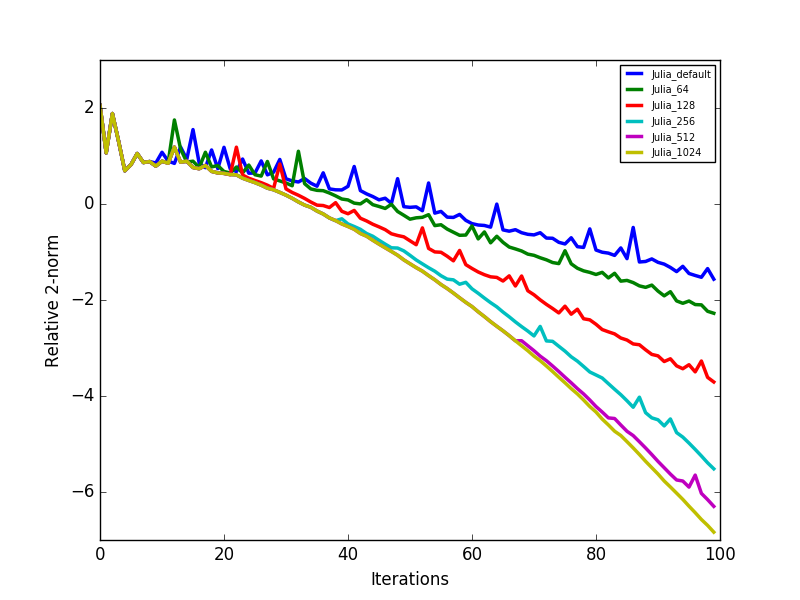 2
0
−2
−4
−6
Relative 2-norm
Julia_default
Julia_64
Julia_128
Julia_256
Julia_512
Julia_1024
0 20 40 60 80 100
Iterations